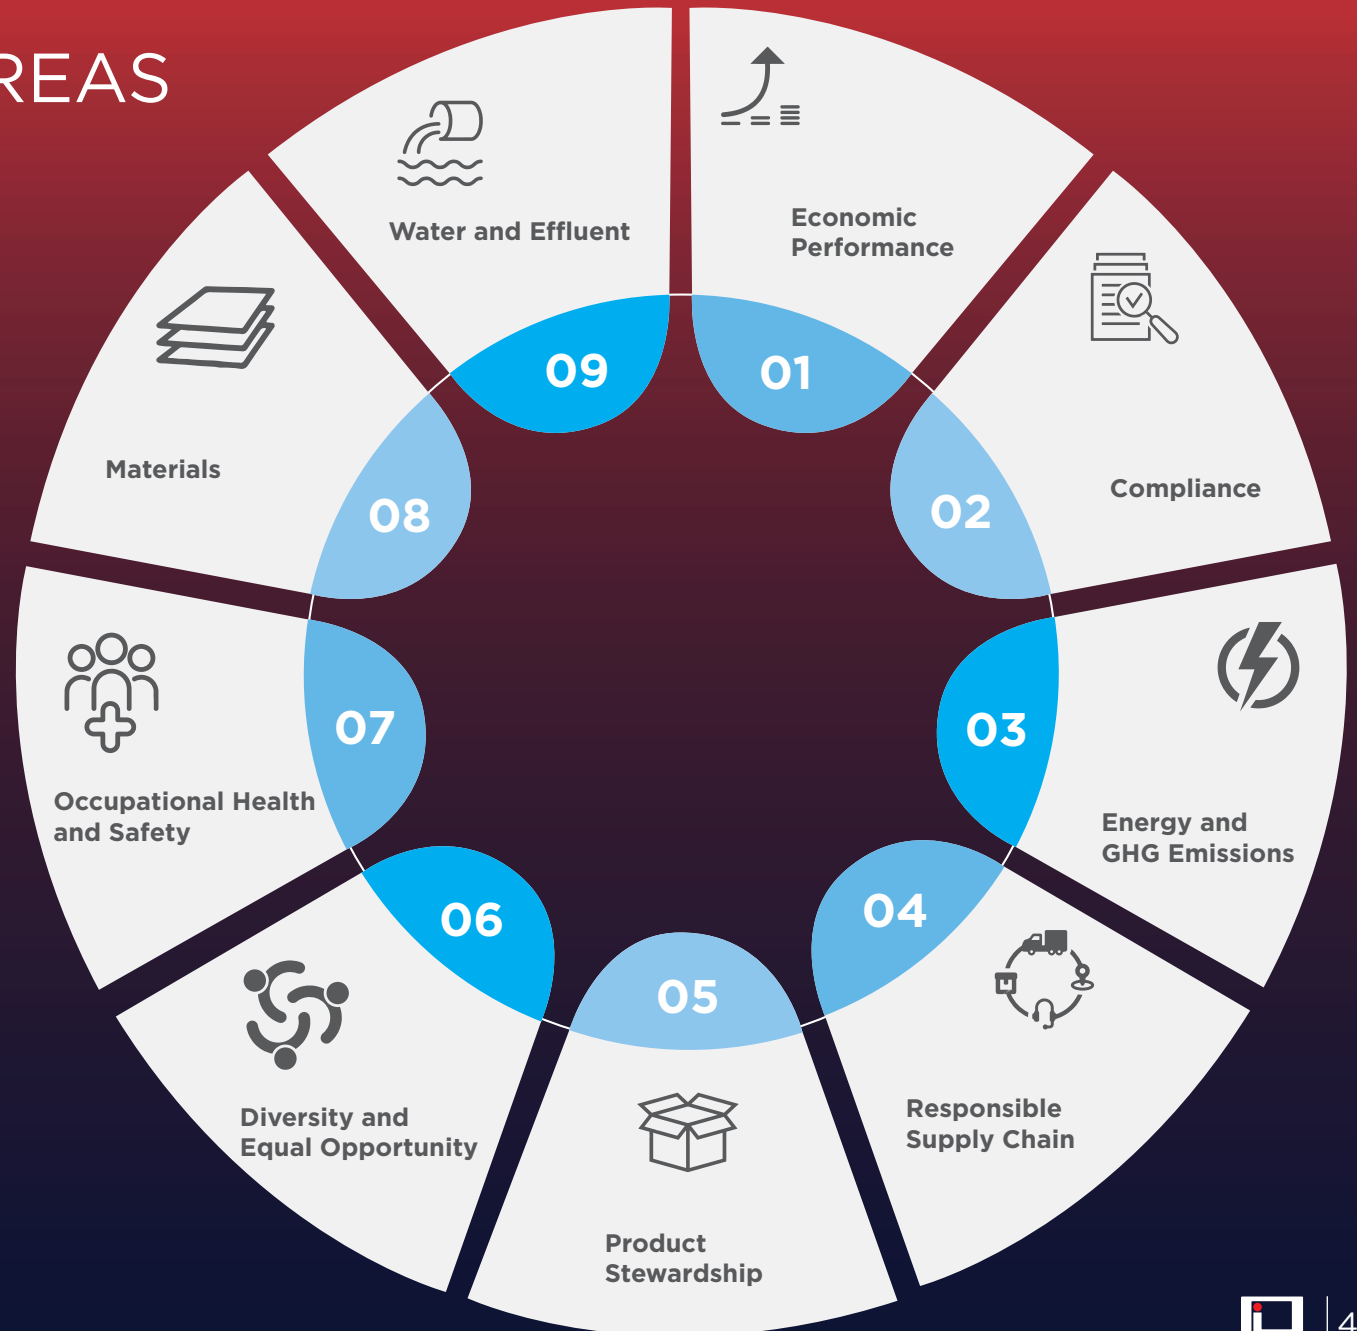 REAS
01
Economic
Performance
02
Compliance
03
Energy and
GHG Emissions
04
Responsible
Supply Chain
05
Product
Stewardship
06
Diversity and
Equal Opportunity
07
Occupational Health
and Safety
08
Materials
09
Water and Effluent
4